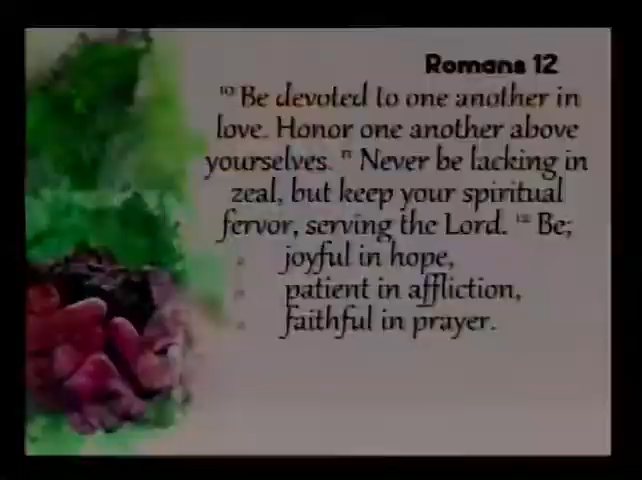 Romans 12
10 Be devoted to one another in
love. Honor one another above
yourselves. 11 Never be lacking in
zeal, but keep your spiritual
fervor, serving the Lord. 12 Be;
joyful in hope,
patient in affliction,
faithful in prayer.